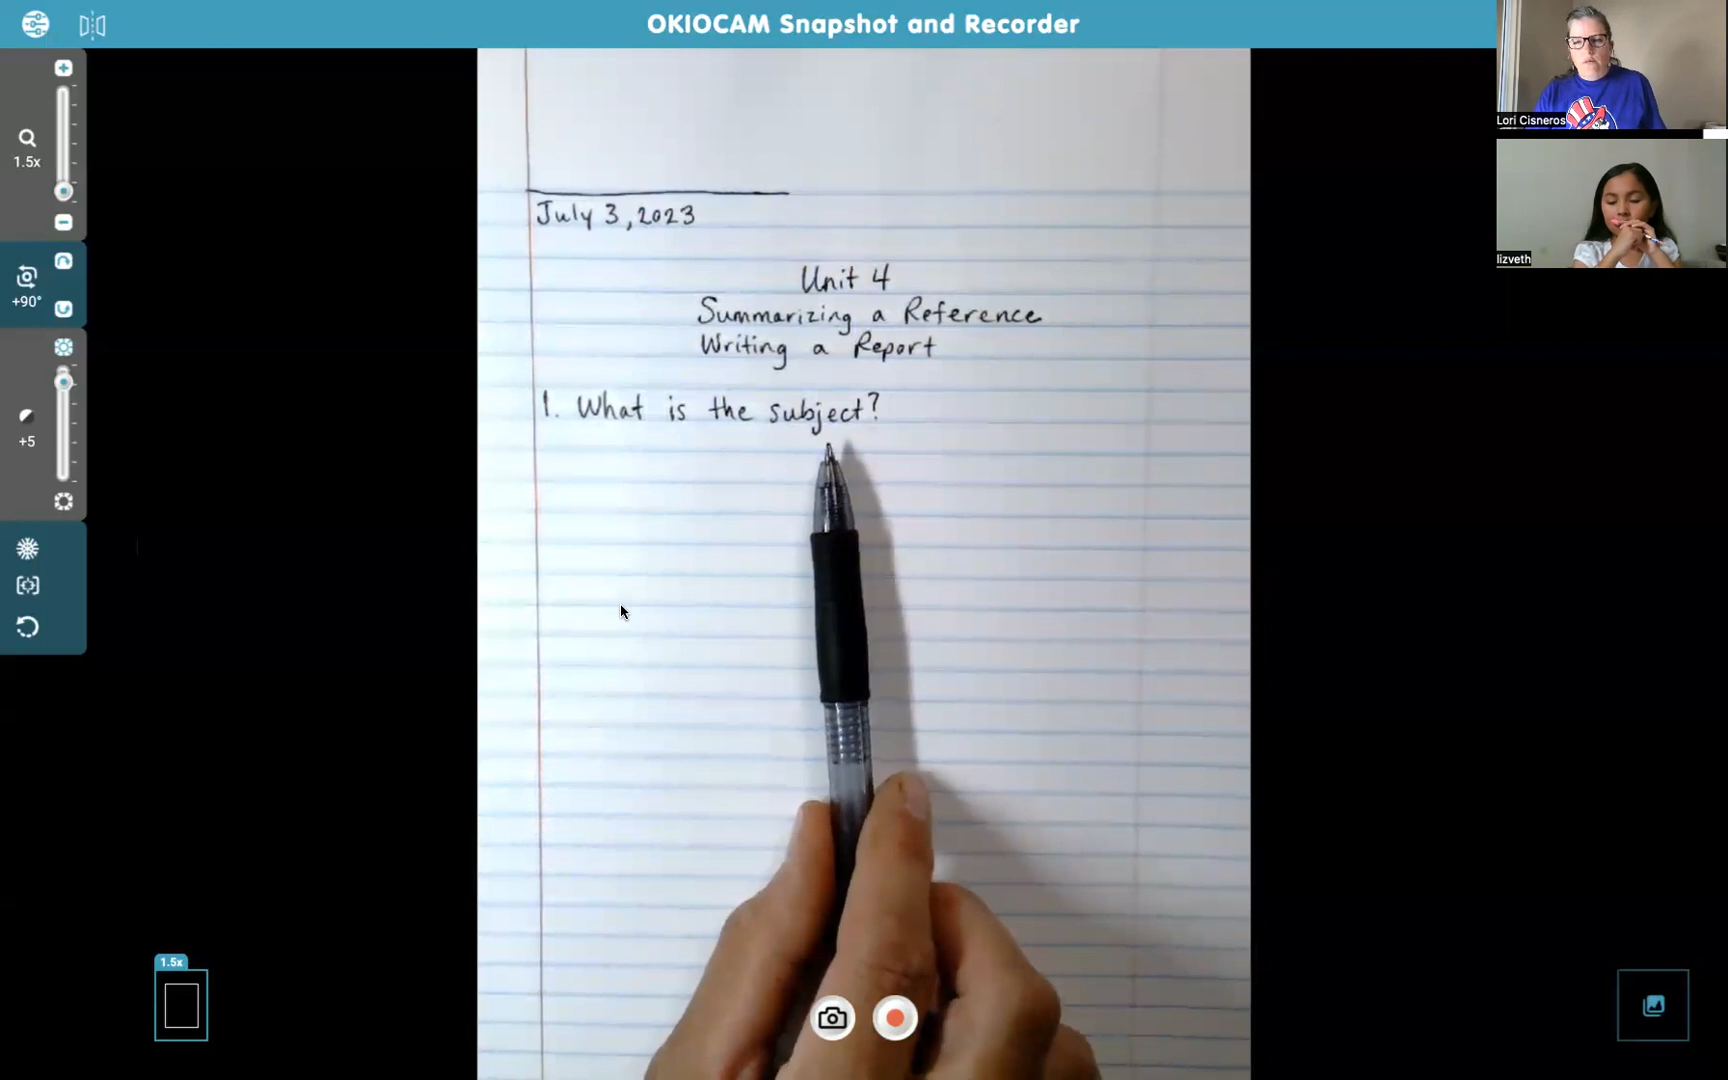 OKIOCAM Snapshot and Recorder
Lori Cisneros
lizveth
1.5x
+90°
+5
July 3, 2023
Unit 4
Summarizing a Reference
Writing a Report
1. What is the subject?
1.5x